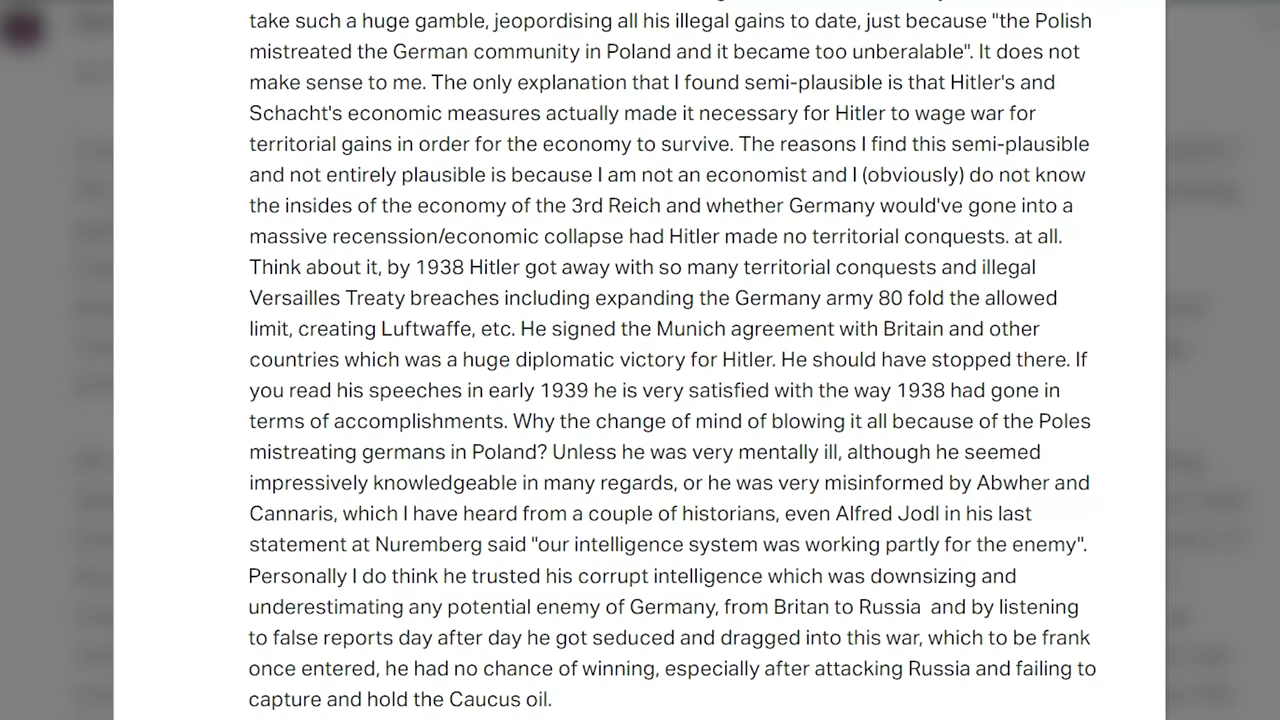 take such a huge gamble, jeopordising all his illegal gains to date, just because "the Polish
mistreated the German community in Poland and it became too unberalable". It does not
make sense to me. The only explanation that I found semi-plausible is that Hitler's and
Schacht's economic measures actually made it necessary for Hitler to wage war for
territorial gains in order for the economy to survive. The reasons I find this semi-plausible
and not entirely plausible is because I am not an economist and I (obviously) do not know
the insides of the economy of the 3rd Reich and whether Germany would've gone into a
massive recenssion/economic collapse had Hitler made no territorial conquests. at all.
Think about it, by 1938 Hitler got away with so many territorial conquests and illegal
Versailles Treaty breaches including expanding the Germany army 80 fold the allowed
limit, creating Luftwaffe, etc. He signed the Munich agreement with Britain and other
countries which was a huge diplomatic victory for Hitler. He should have stopped there. If
you read his speeches in early 1939 he is very satisfied with the way 1938 had gone in
terms of accomplishments. Why the change of mind of blowing it all because of the Poles
mistreating germans in Poland? Unless he was very mentally ill, although he seemed
impressively knowledgeable in many regards, or he was very misinformed by Abwher and
Cannaris, which I have heard from a couple of historians, even Alfred Jodl in his last
statement at Nuremberg said "our intelligence system was working partly for the enemy".
Personally I do think he trusted his corrupt intelligence which was downsizing and
underestimating any potential enemy of Germany, from Britan to Russia and by listening
to false reports day after day he got seduced and dragged into this war, which to be frank
once entered, he had no chance of winning, especially after attacking Russia and failing to
capture and hold the Caucus oil.